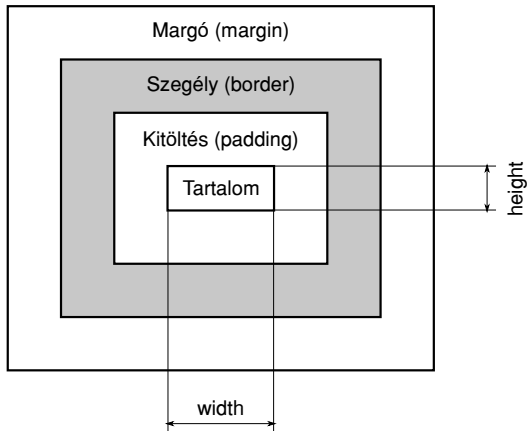 Margó (margin)
Szegély (border)
Kitöltés (padding)
Tartalom
height
width